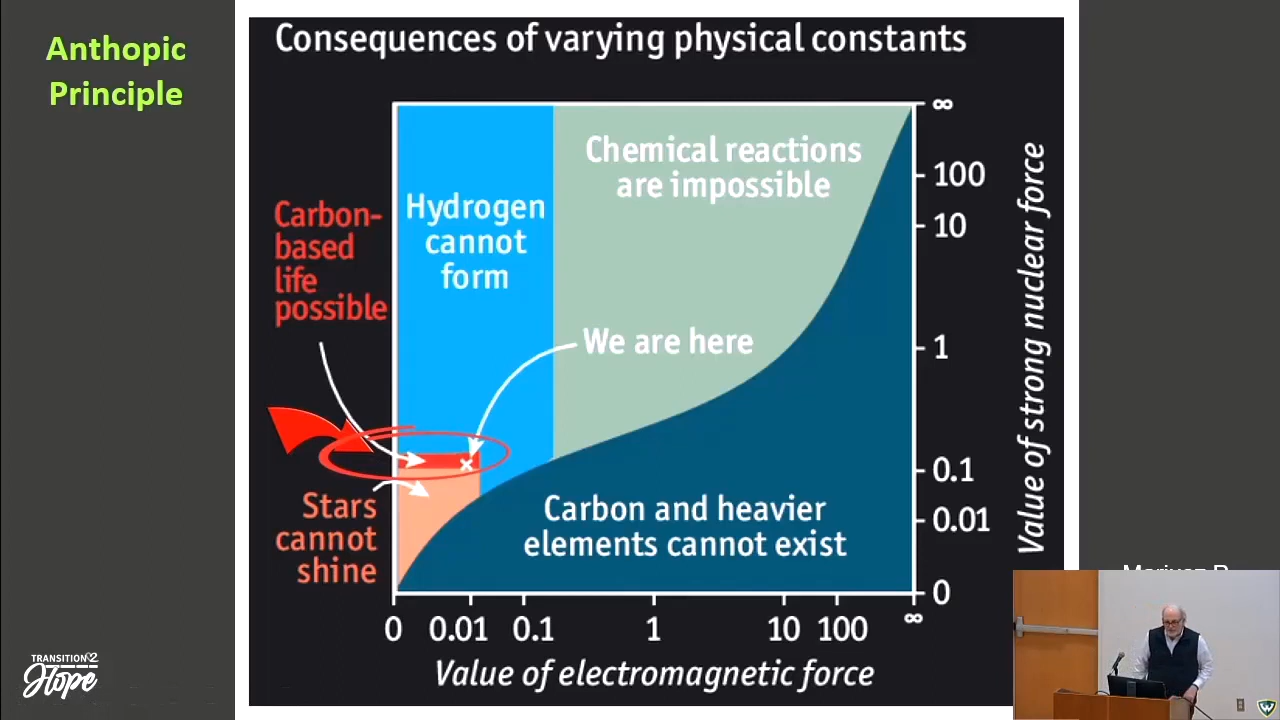 Anthopic
Principle
Consequences of varying physical constants
Chemical reactions
are impossible
Hydrogen
cannot
form
Carbon-
based
life
possible
We are here
Stars
cannot
shine
Carbon and heavier
elements cannot exist
∞
100
10
1
0.1
0.01
0
Value of strong nuclear force
0 0.01 0.1 1 10 100 ∞
Value of electromagnetic force
TRANSITION2
Hope